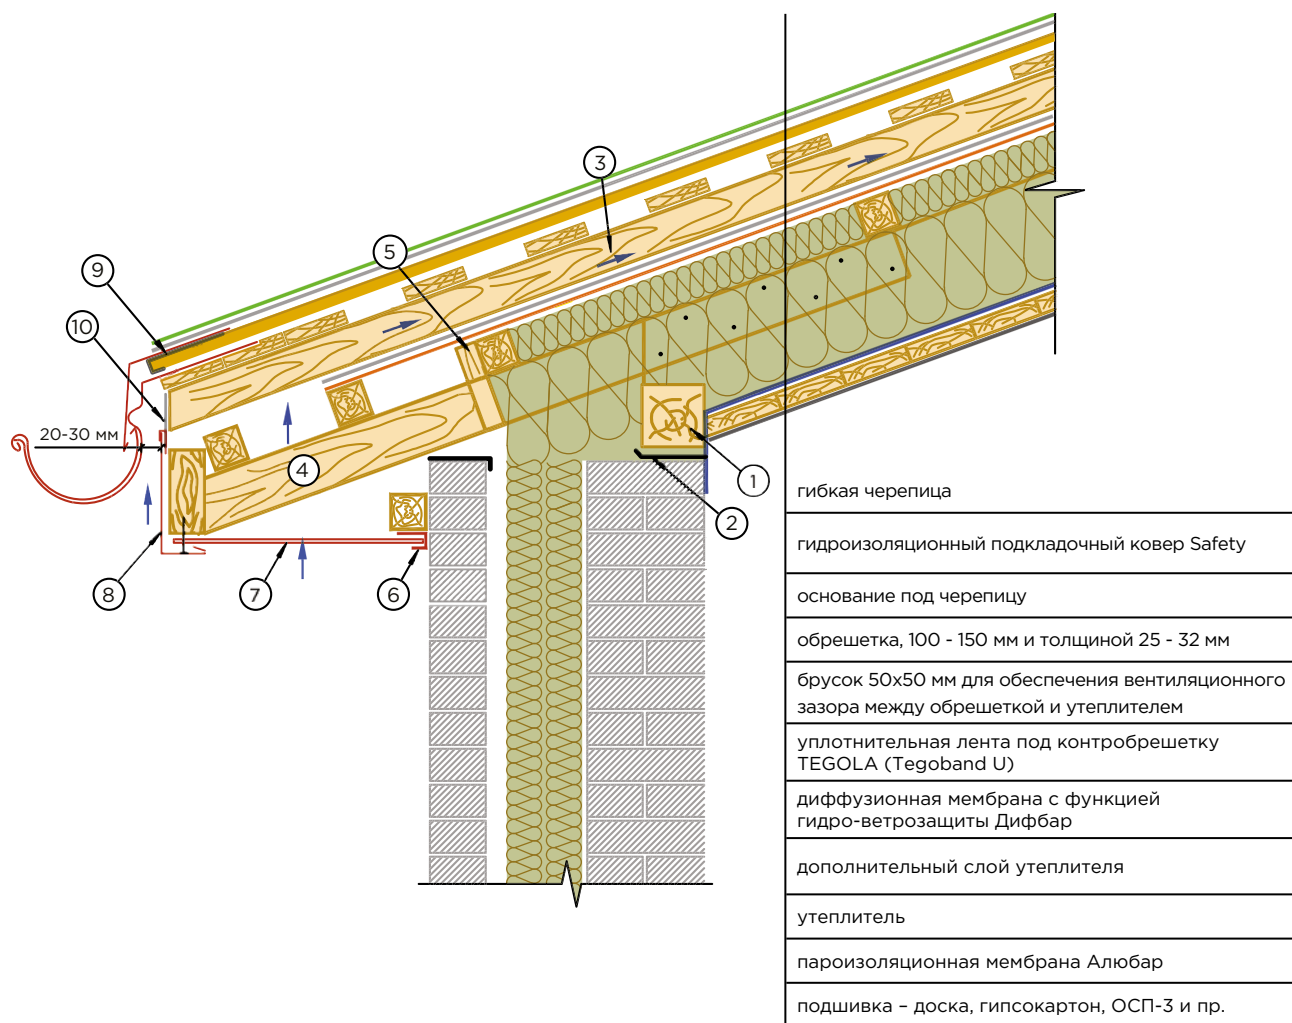 3
5
9
10
20-30 мм
4
1
2
8
7
6
гибкая черепица
гидроизоляционный подкладочный ковер Safety
основание под черепицу
обрешетка, 100 - 150 мм и толщиной 25 - 32 мм
брусок 50х50 мм для обеспечения вентиляционного
зазора между обрешеткой и утеплителем
уплотнительная лента под контробрешетку
TEGOLA (Tegoband U)
диффузионная мембрана с функцией
гидро-ветрозащиты Дифбар
дополнительный слой утеплителя
утеплитель
пароизоляционная мембрана Алюбар
подшивка – доска, гипсокартон, ОСП-3 и пр.